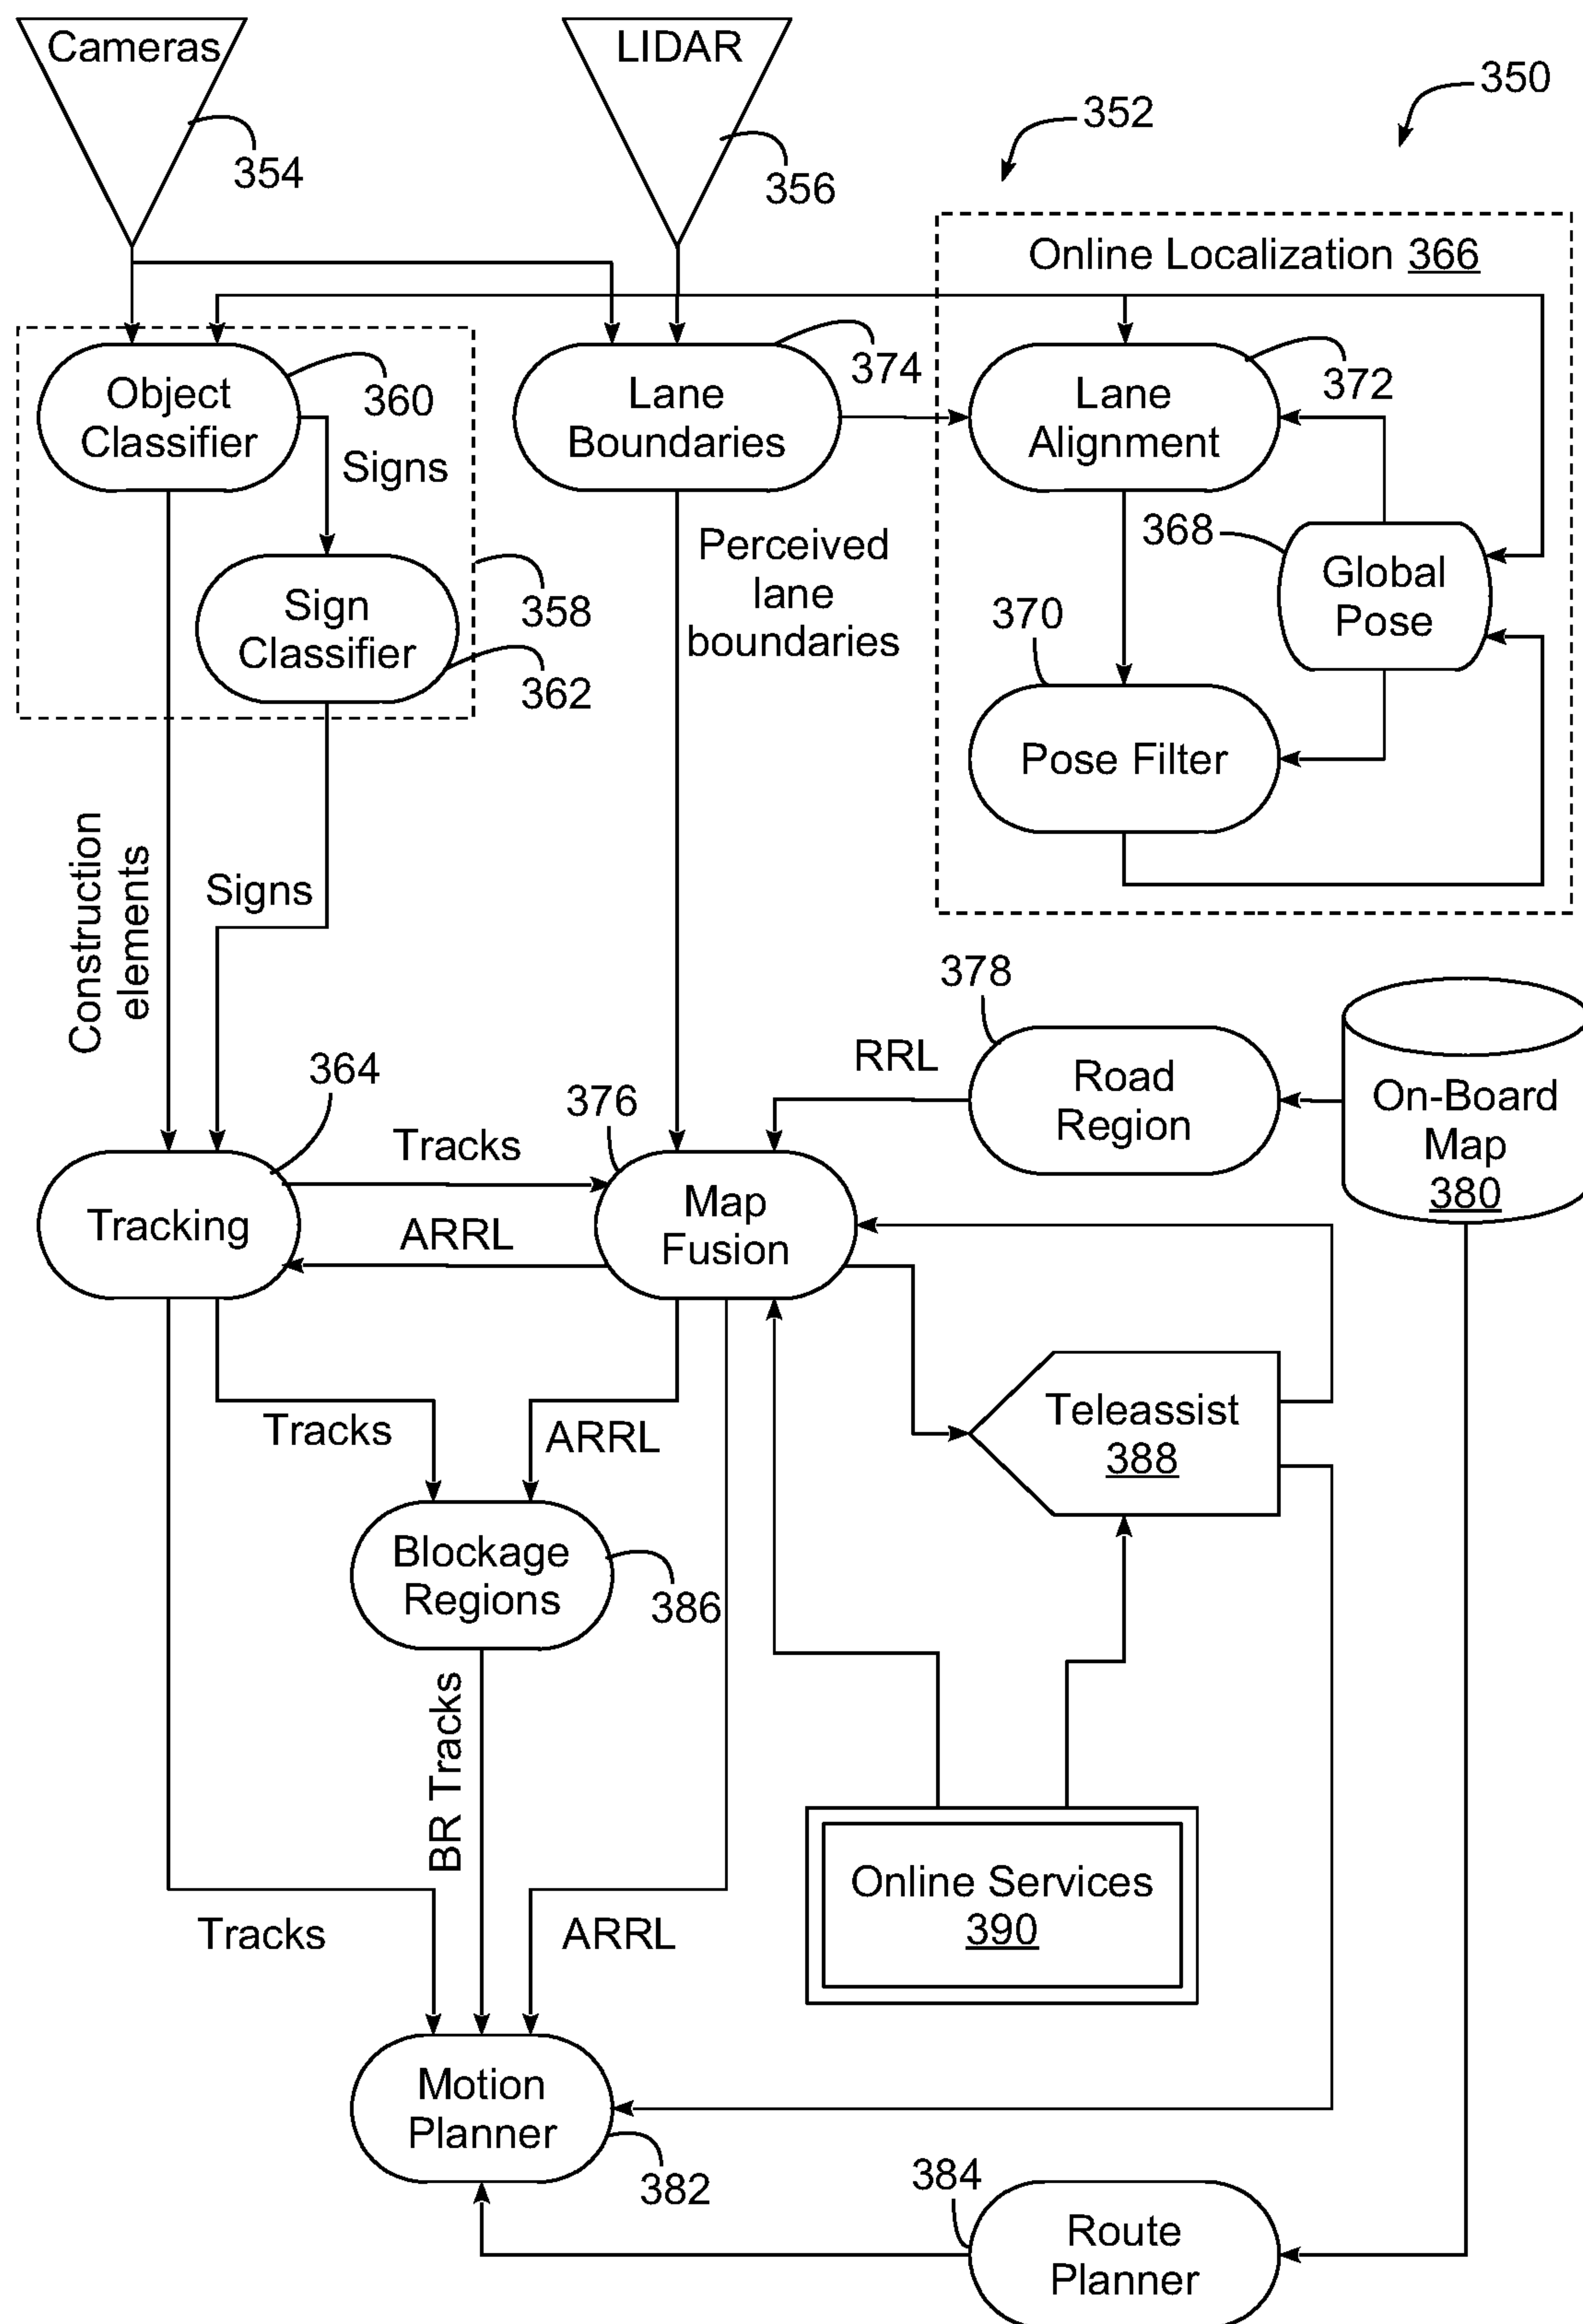 Cameras
LIDAR
350
352
354
356
Online Localization 366
Object
Classifier
360
Lane
Boundaries
374
Lane
Alignment
372
Signs
Perceived
lane
boundaries
368
Global
Pose
Sign
Classifier
358
362
370
Pose Filter
Construction
elements
Signs
378
RRL
Road
Region
On-Board
Map
380
364
376
Tracks
Tracking
ARRL
Map
Fusion
Teleassist
388
Tracks
ARRL
Blockage
Regions
386
BR Tracks
Online Services
390
Tracks
ARRL
Motion
Planner
382
384
Route
Planner